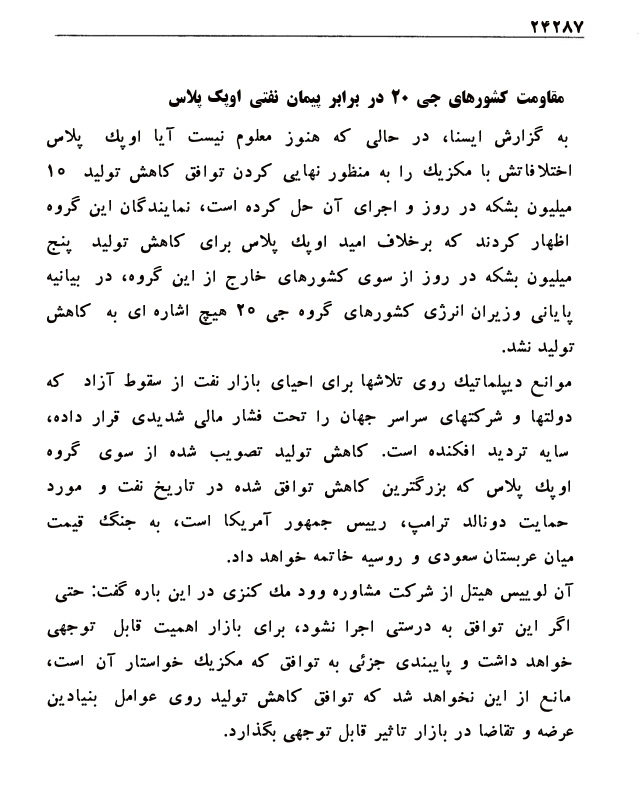 ۲۴۲۸۷
مقاومت کشورهای جی ۲۰ در برابر پیمان نفتی اوپک پلاس
به گزارش ایسنا، در حالی که هنوز معلوم نیست آیا اوپک پلاس
اختلافاتش با مکزیک را به منظور نهایی کردن توافق کاهش تولید ۱۰
میلیون بشکه در روز و اجرای آن حل کرده است، نمایندگان این گروه
اظهار کردند که برخلاف امید اوپک پلاس برای کاهش تولید پنج
میلیون بشکه در روز از سوی کشورهای خارج از این گروه، در بیانیه
پایانی وزیران انرژی کشورهای گروه جی ۲۰ هیچ اشاره ای به کاهش
تولید نشد.
موانع دیپلماتیک روی تلاشها برای احیای بازار نفت از سقوط آزاد که
دولتها و شرکتهای سراسر جهان را تحت فشار مالی شدیدی قرار داده،
سایه تردید افکنده است. کاهش تولید تصویب شده از سوی گروه
اوپک پلاس که بزرگترین کاهش توافق شده در تاریخ نفت و مورد
حمایت دونالد ترامپ، رییس جمهور آمریکا است، به جنگ قیمت
میان عربستان سعودی و روسیه خاتمه خواهد داد.
آن لوییس هیتل از شرکت مشاوره وود مک کنزی در این باره گفت: حتی
اگر این توافق به درستی اجرا نشود، برای بازار اهمیت قابل توجهی
خواهد داشت و پایبندی جزئی به توافق که مکزیک خواستار آن است،
مانع از این نخواهد شد که توافق کاهش تولید روی عوامل بنیادین
عرضه و تقاضا در بازار تاثیر قابل توجهی بگذارد.